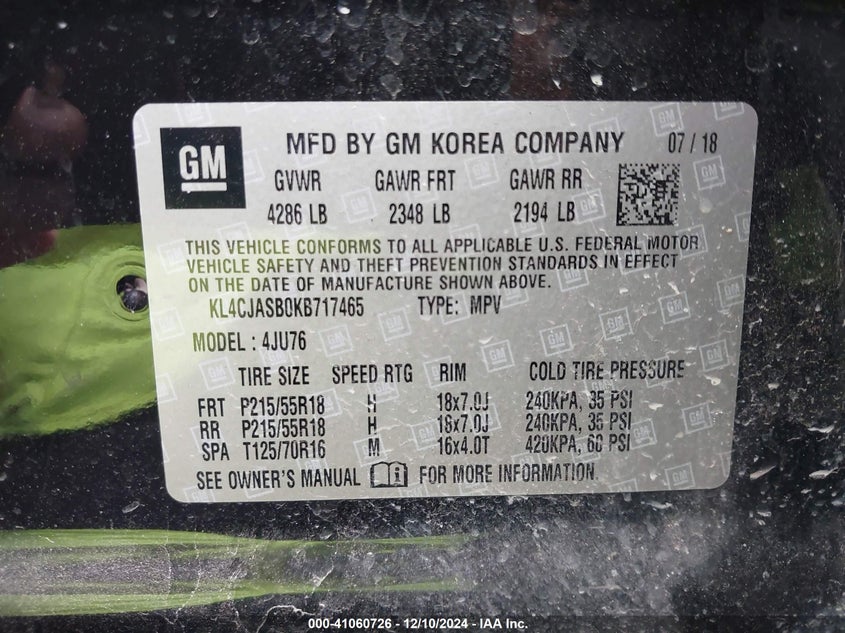 GM
MFD BY GM KOREA COMPANY 07 / 18
GVWR GAWR FRT GAWR RR
4286 LB 2348 LB 2194 LB
THIS VEHICLE CONFORMS TO ALL APPLICABLE U.S. FEDERAL MOTOR
VEHICLE SAFETY AND THEFT PREVENTION STANDARDS IN EFFECT
ON THE DATE OF MANUFACTURE SHOWN ABOVE.
KL4CJASB0KB717465 TYPE: MPV
MODEL : 4JU76
TIRE SIZE SPEED RTG RIM COLD TIRE PRESSURE
FRT P215/55R18 H 18x7.0J 240KPA, 35 PSI
RR P215/55R18 H 18x7.0J 240KPA, 35 PSI
SPA T125/70R16 M 16x4.0T 420KPA, 60 PSI
SEE OWNER'S MANUAL FOR MORE INFORMATION.
000-41060726 - 12/10/2024 - IAA Inc.